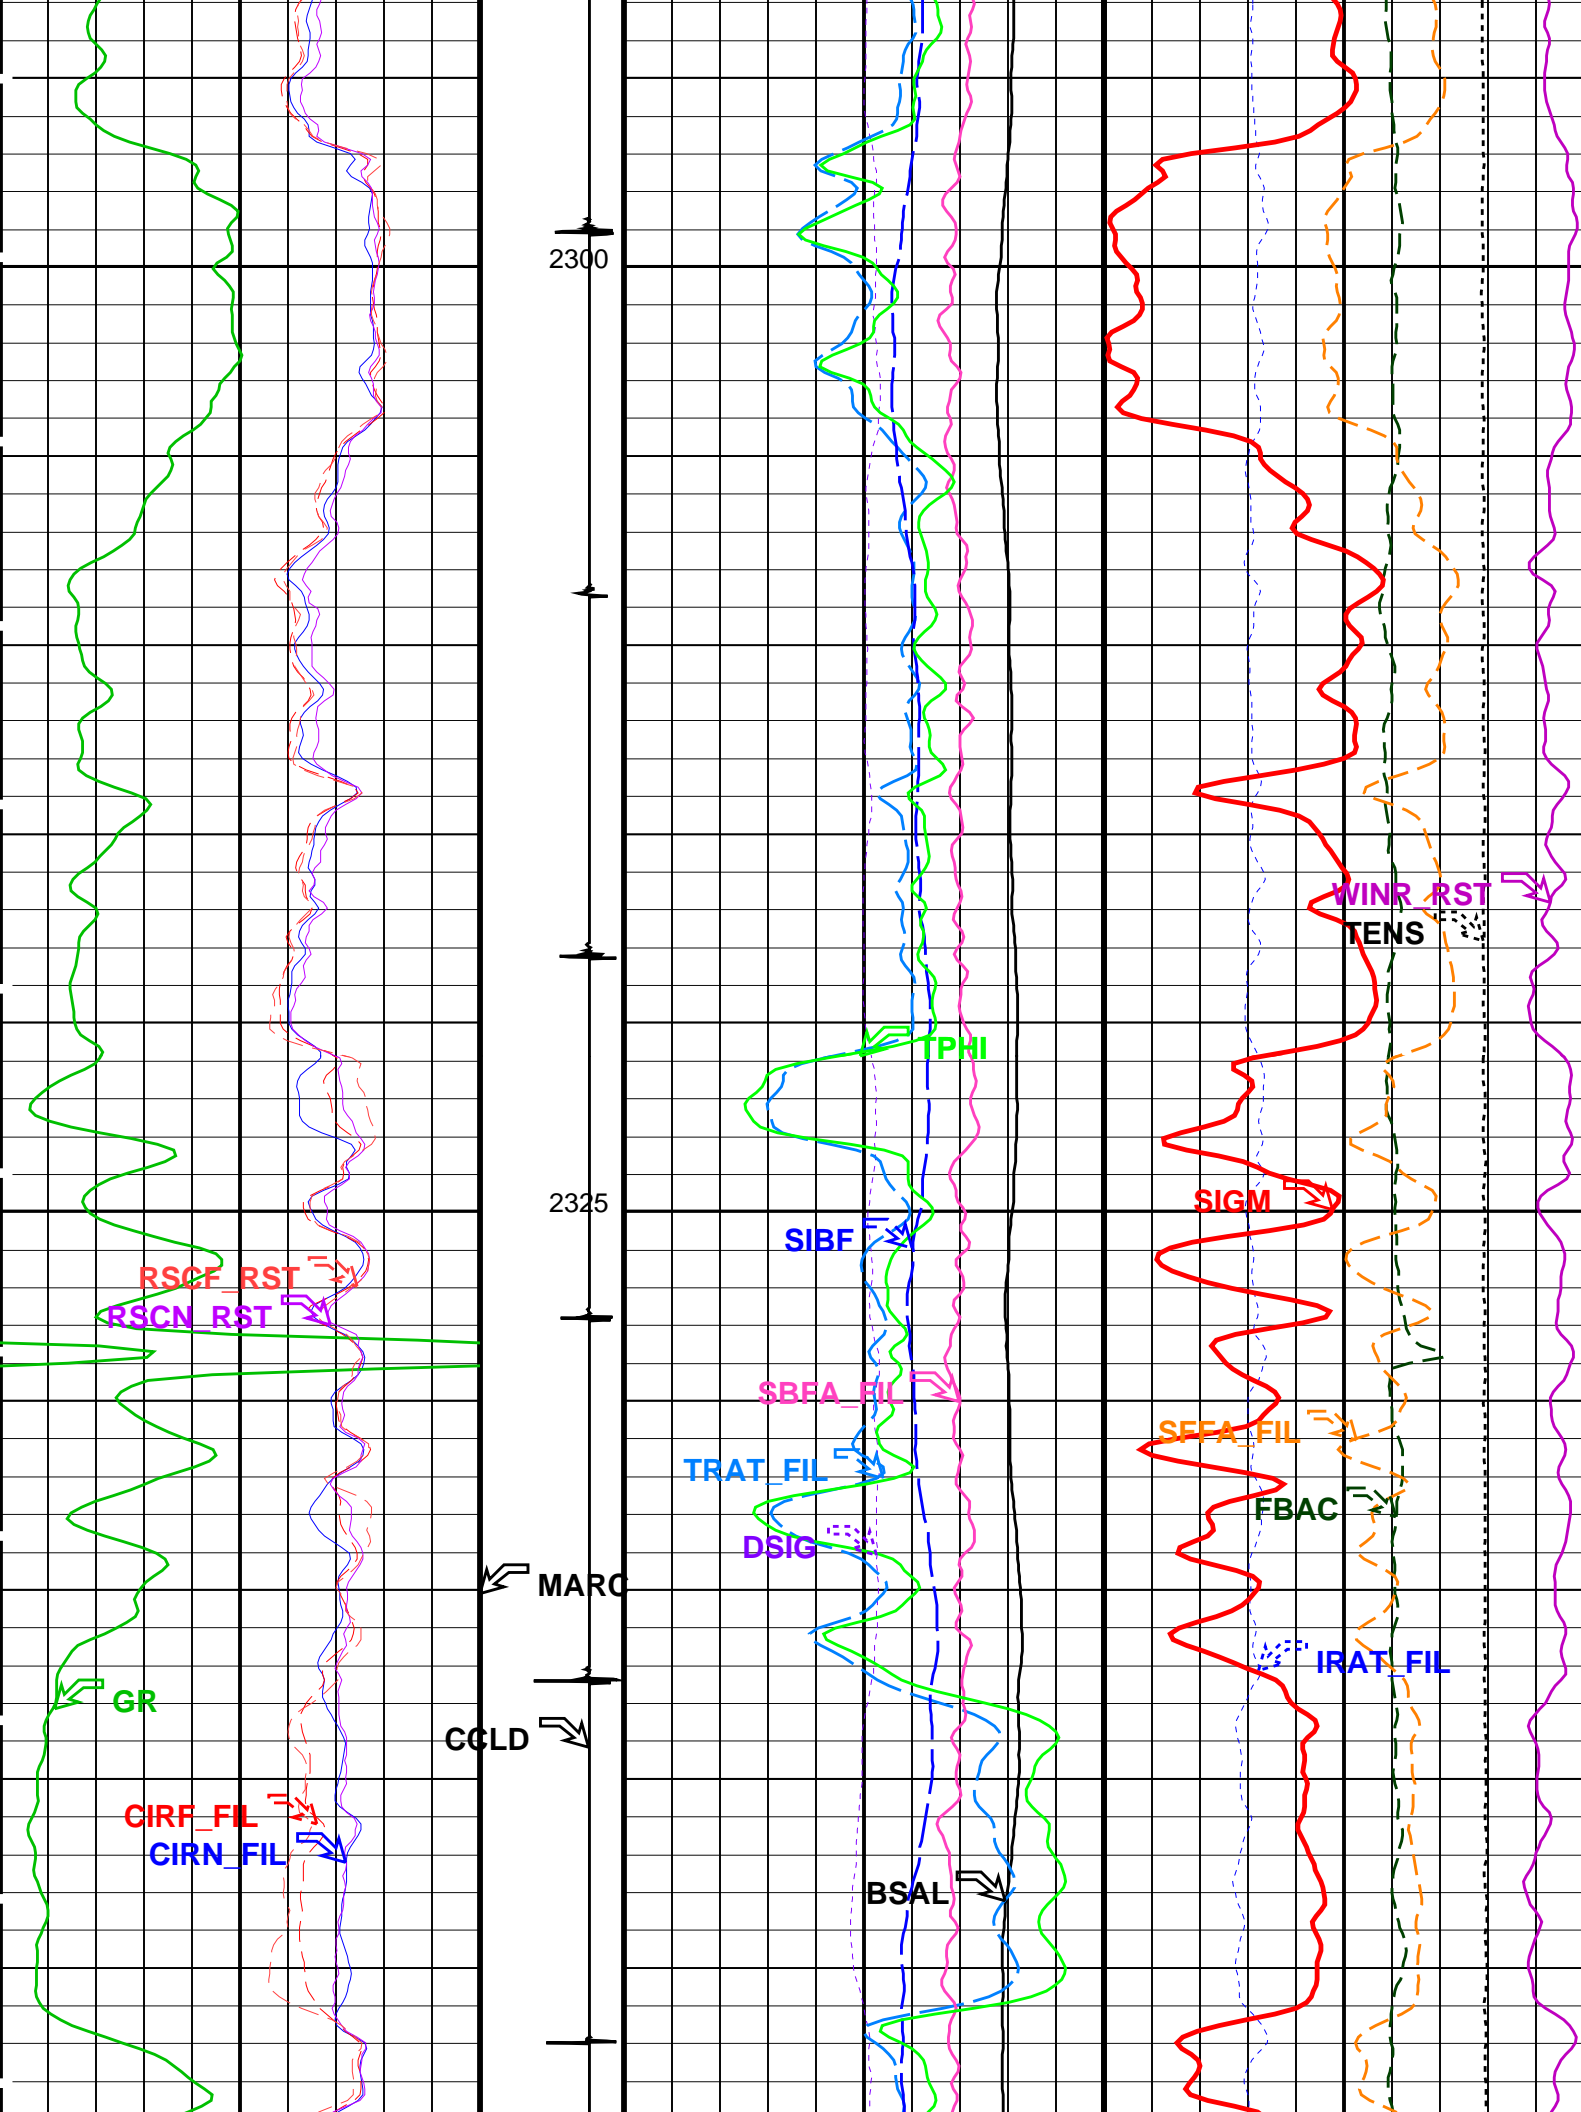 2300
WINR_RST
TENS
TPHI
2325
SIGM
SIBF
RSCF_RST
RSCN_RST
SBFA_FIL
SFFA_FIL
TRAT_FIL
FBAC
DSIG
MARC
IRAT_FIL
GR
CCLD
CIRF_FIL
CIRN_FIL
BSAL